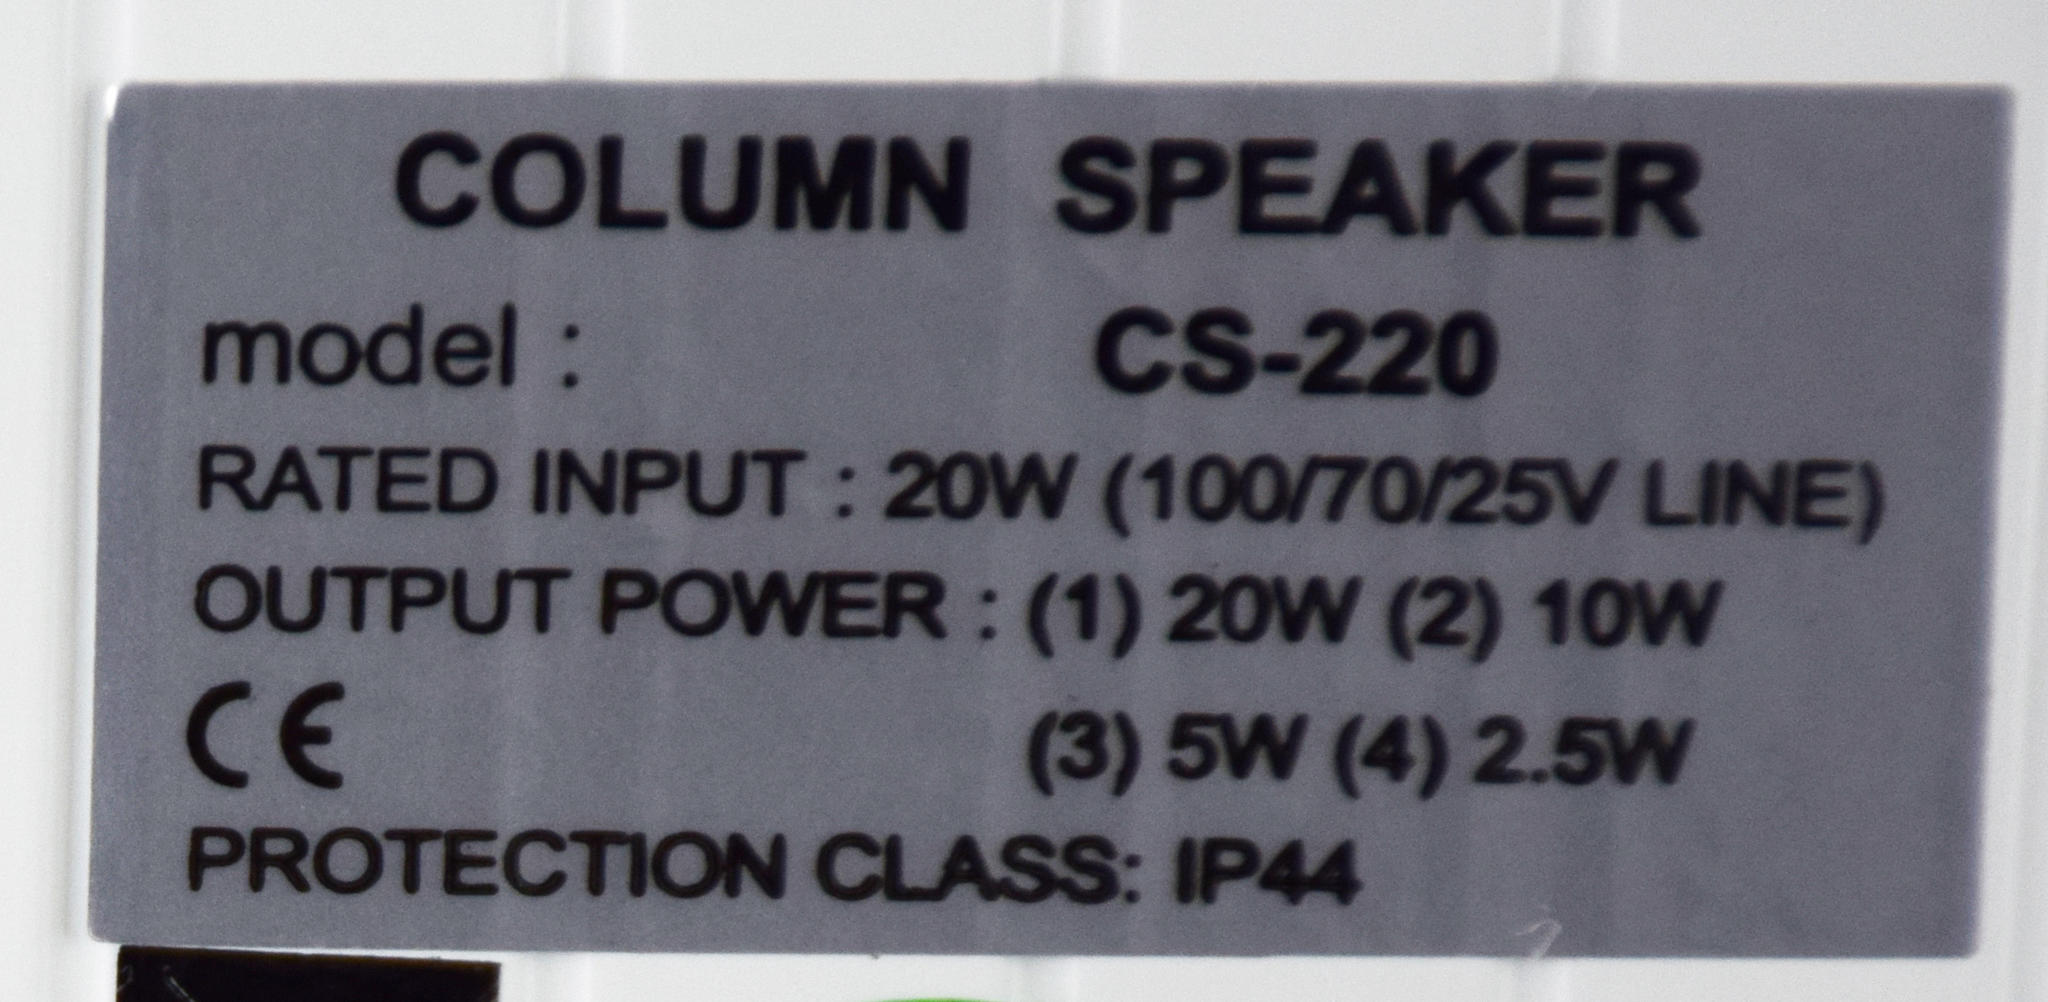 COLUMN SPEAKER
model : CS-220
RATED INPUT : 20W (100/70/25V LINE)
OUTPUT POWER : (1) 20W (2) 10W
CE (3) 5W (4) 2.5W
PROTECTION CLASS: IP44